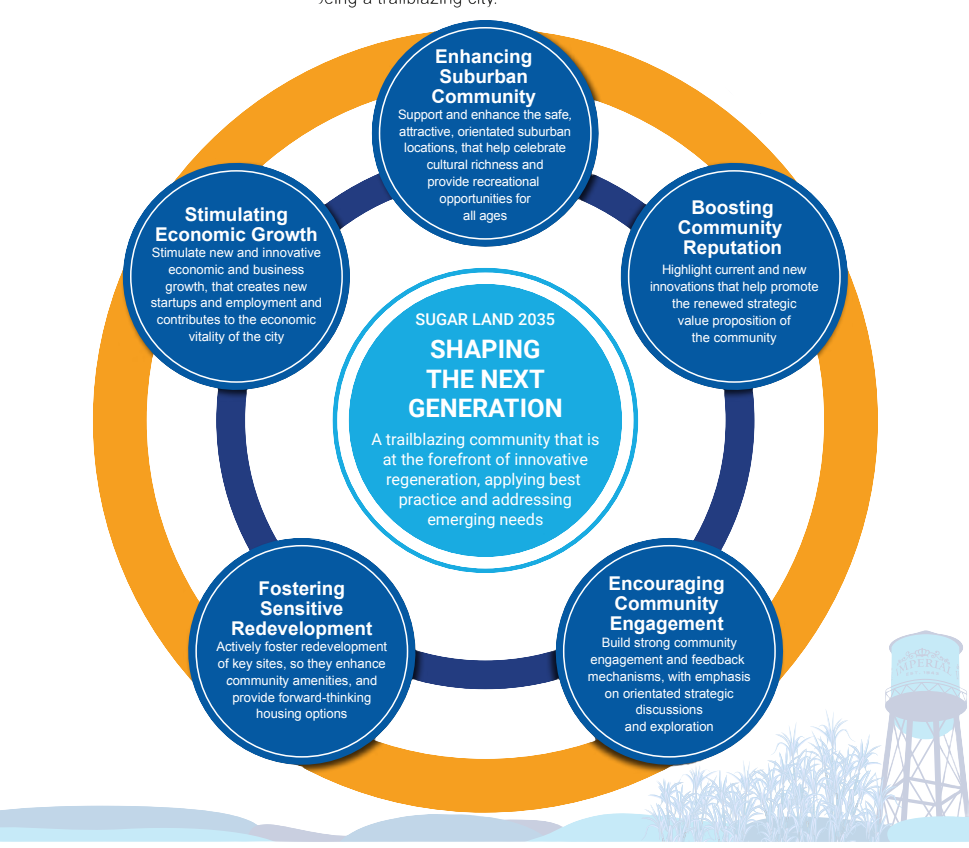 being a trailblazing city.
Enhancing
Suburban
Community
Support and enhance the safe,
attractive, orientated suburban
locations, that help celebrate
cultural richness and
provide recreational
opportunities for
all ages
Stimulating
Economic Growth
Stimulate new and innovative
economic and business
growth, that creates new
startups and employment and
contributes to the economic
vitality of the city
Boosting
Community
Reputation
Highlight current and new
innovations that help promote
the renewed strategic
value proposition of
the community
SUGAR LAND 2035
SHAPING
THE NEXT
GENERATION
A trailblazing community that is
at the forefront of innovative
regeneration, applying best
practice and addressing
emerging needs
Fostering
Sensitive
Redevelopment
Actively foster redevelopment
of key sites, so they enhance
community amenities, and
provide forward-thinking
housing options
Encouraging
Community
Engagement
Build strong community
engagement and feedback
mechanisms, with emphasis
on orientated strategic
discussions
and exploration
IMPERIAL